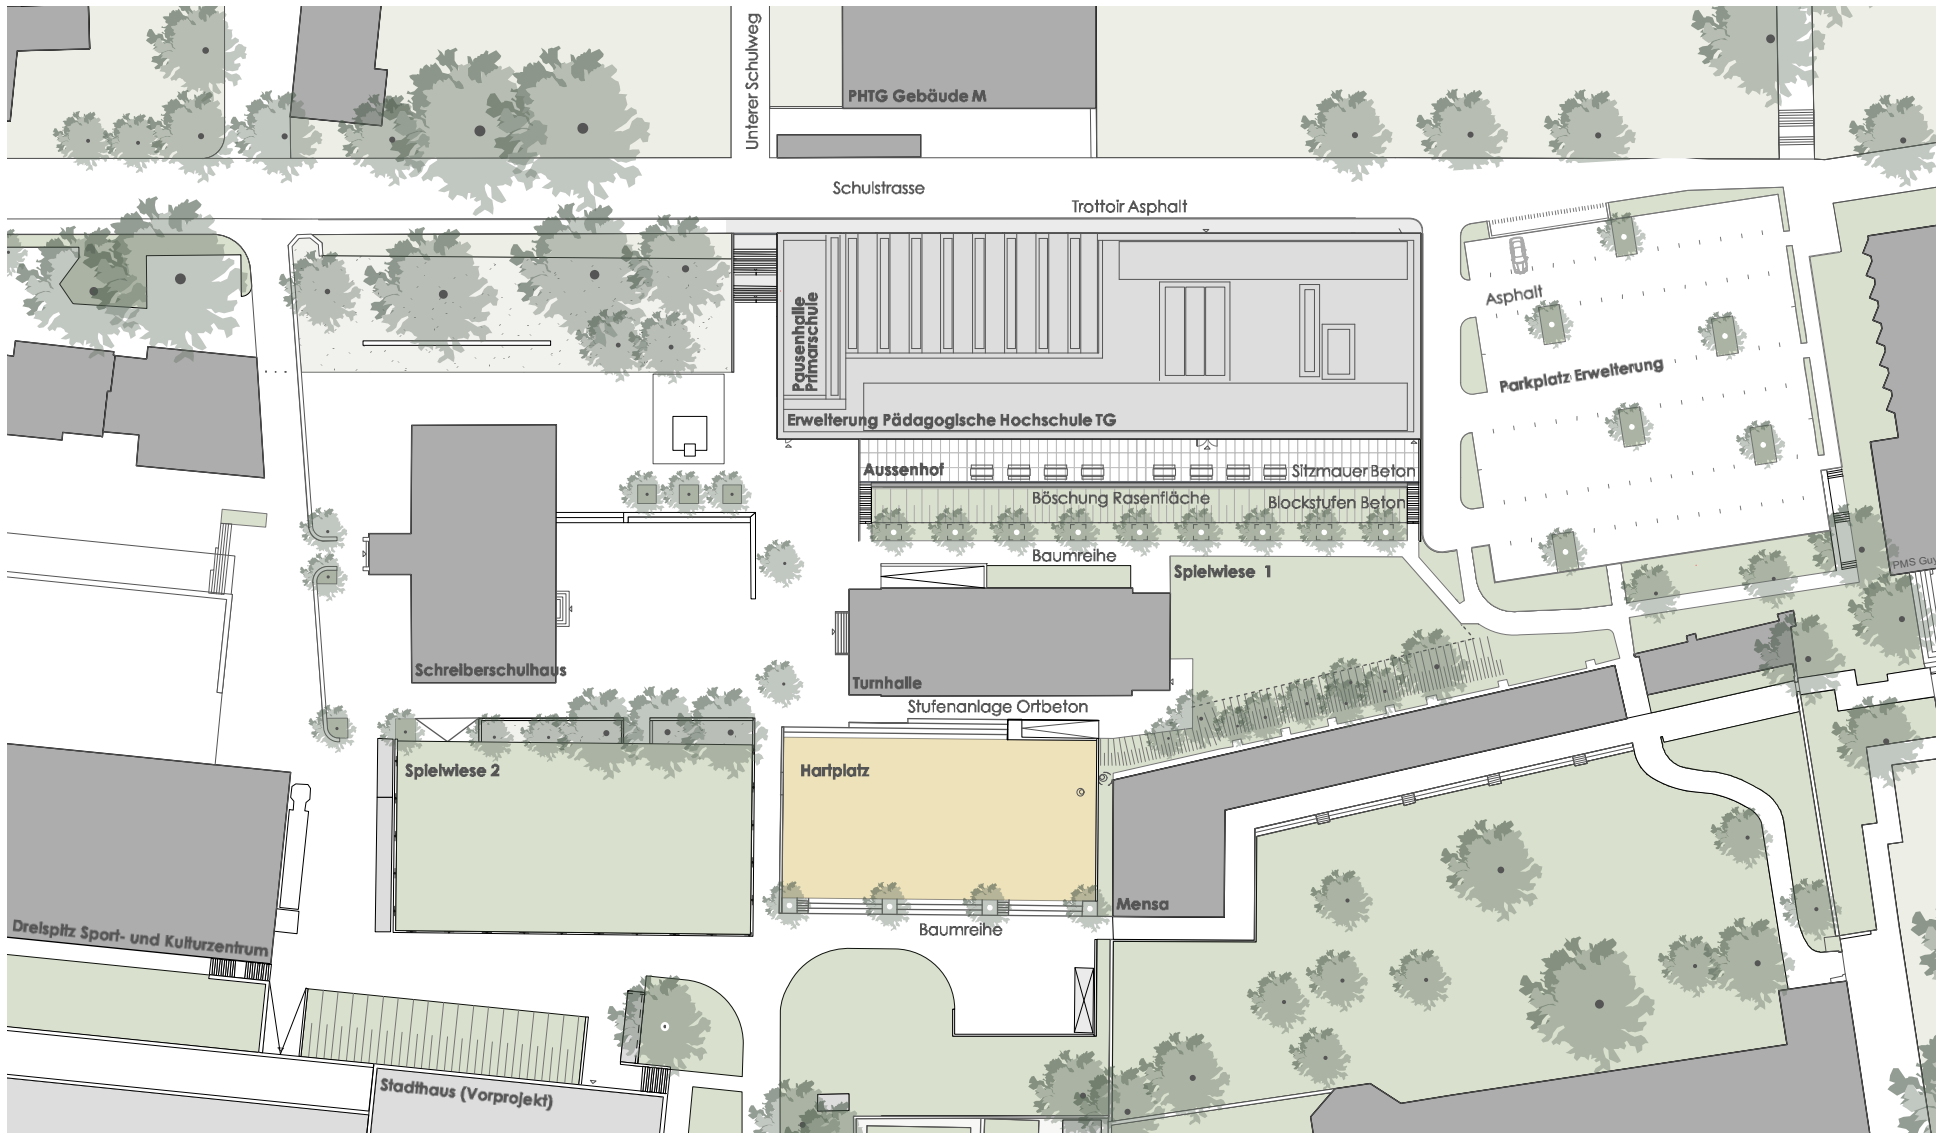 Unterer Schulweg
PHTG Gebäude M
Schulstrasse
Trottoir Asphalt
Pausenhalle
Primarschule
Erweiterung Pädagogische Hochschule TG
Asphalt
Parkplatz Erweiterung
Aussenhof
Sitzmauer Beton
Böschung Rasenfläche
Blockstufen Beton
Baumreihe
Spielwiese 1
PMS Guy
Schreiberschulhaus
Turnhalle
Stufenanlage Ortbeton
Spielwiese 2
Hartplatz
Mensa
Baumreihe
Dreispitz Sport- und Kulturzentrum
Stadthaus (Vorprojekt)